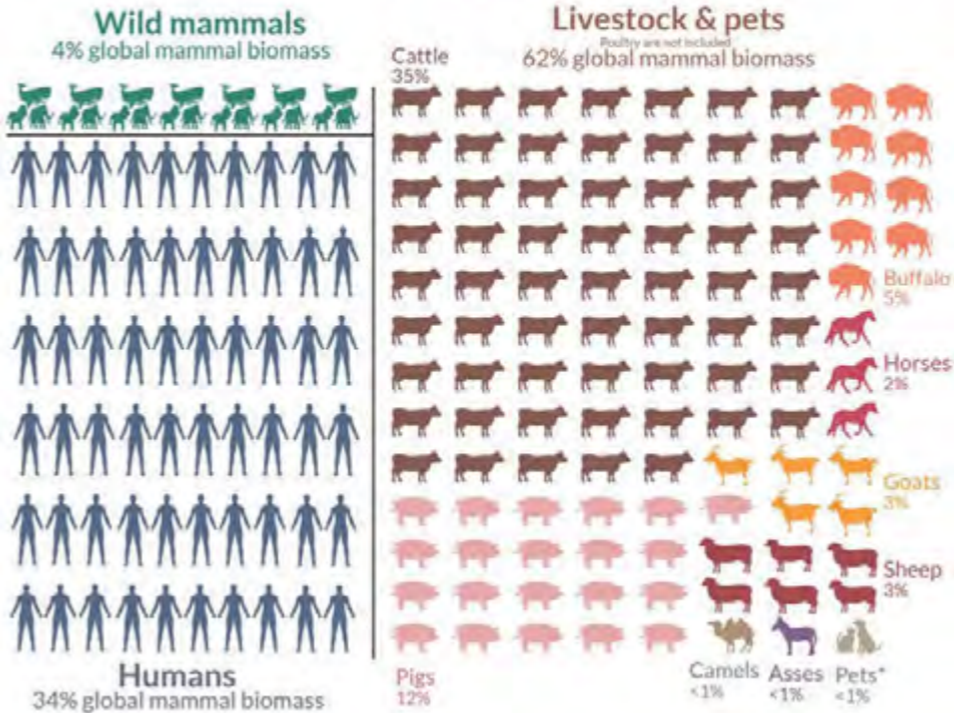 Wild mammals
4% global mammal biomass
Livestock & pets
Poultry are not included
62% global mammal biomass
Cattle
35%
Buffalo
5%
Horses
2%
Goats
3%
Sheep
3%
Humans
34% global mammal biomass
Pigs
12%
Camels
<1%
Asses
<1%
Pets*
<1%